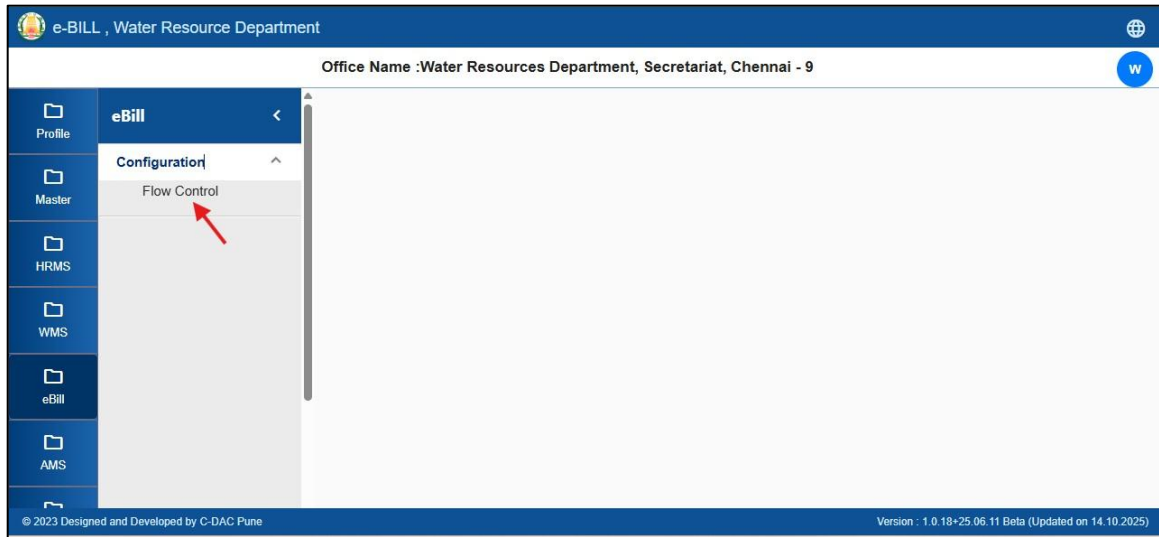 e-BILL , Water Resource Department
Office Name :Water Resources Department, Secretariat, Chennai - 9
W
Profile
Master
HRMS
WMS
eBill
AMS
eBill
Configuration
Flow Control
© 2023 Designed and Developed by C-DAC Pune
Version : 1.0.18+25.06.11 Beta (Updated on 14.10.2025)